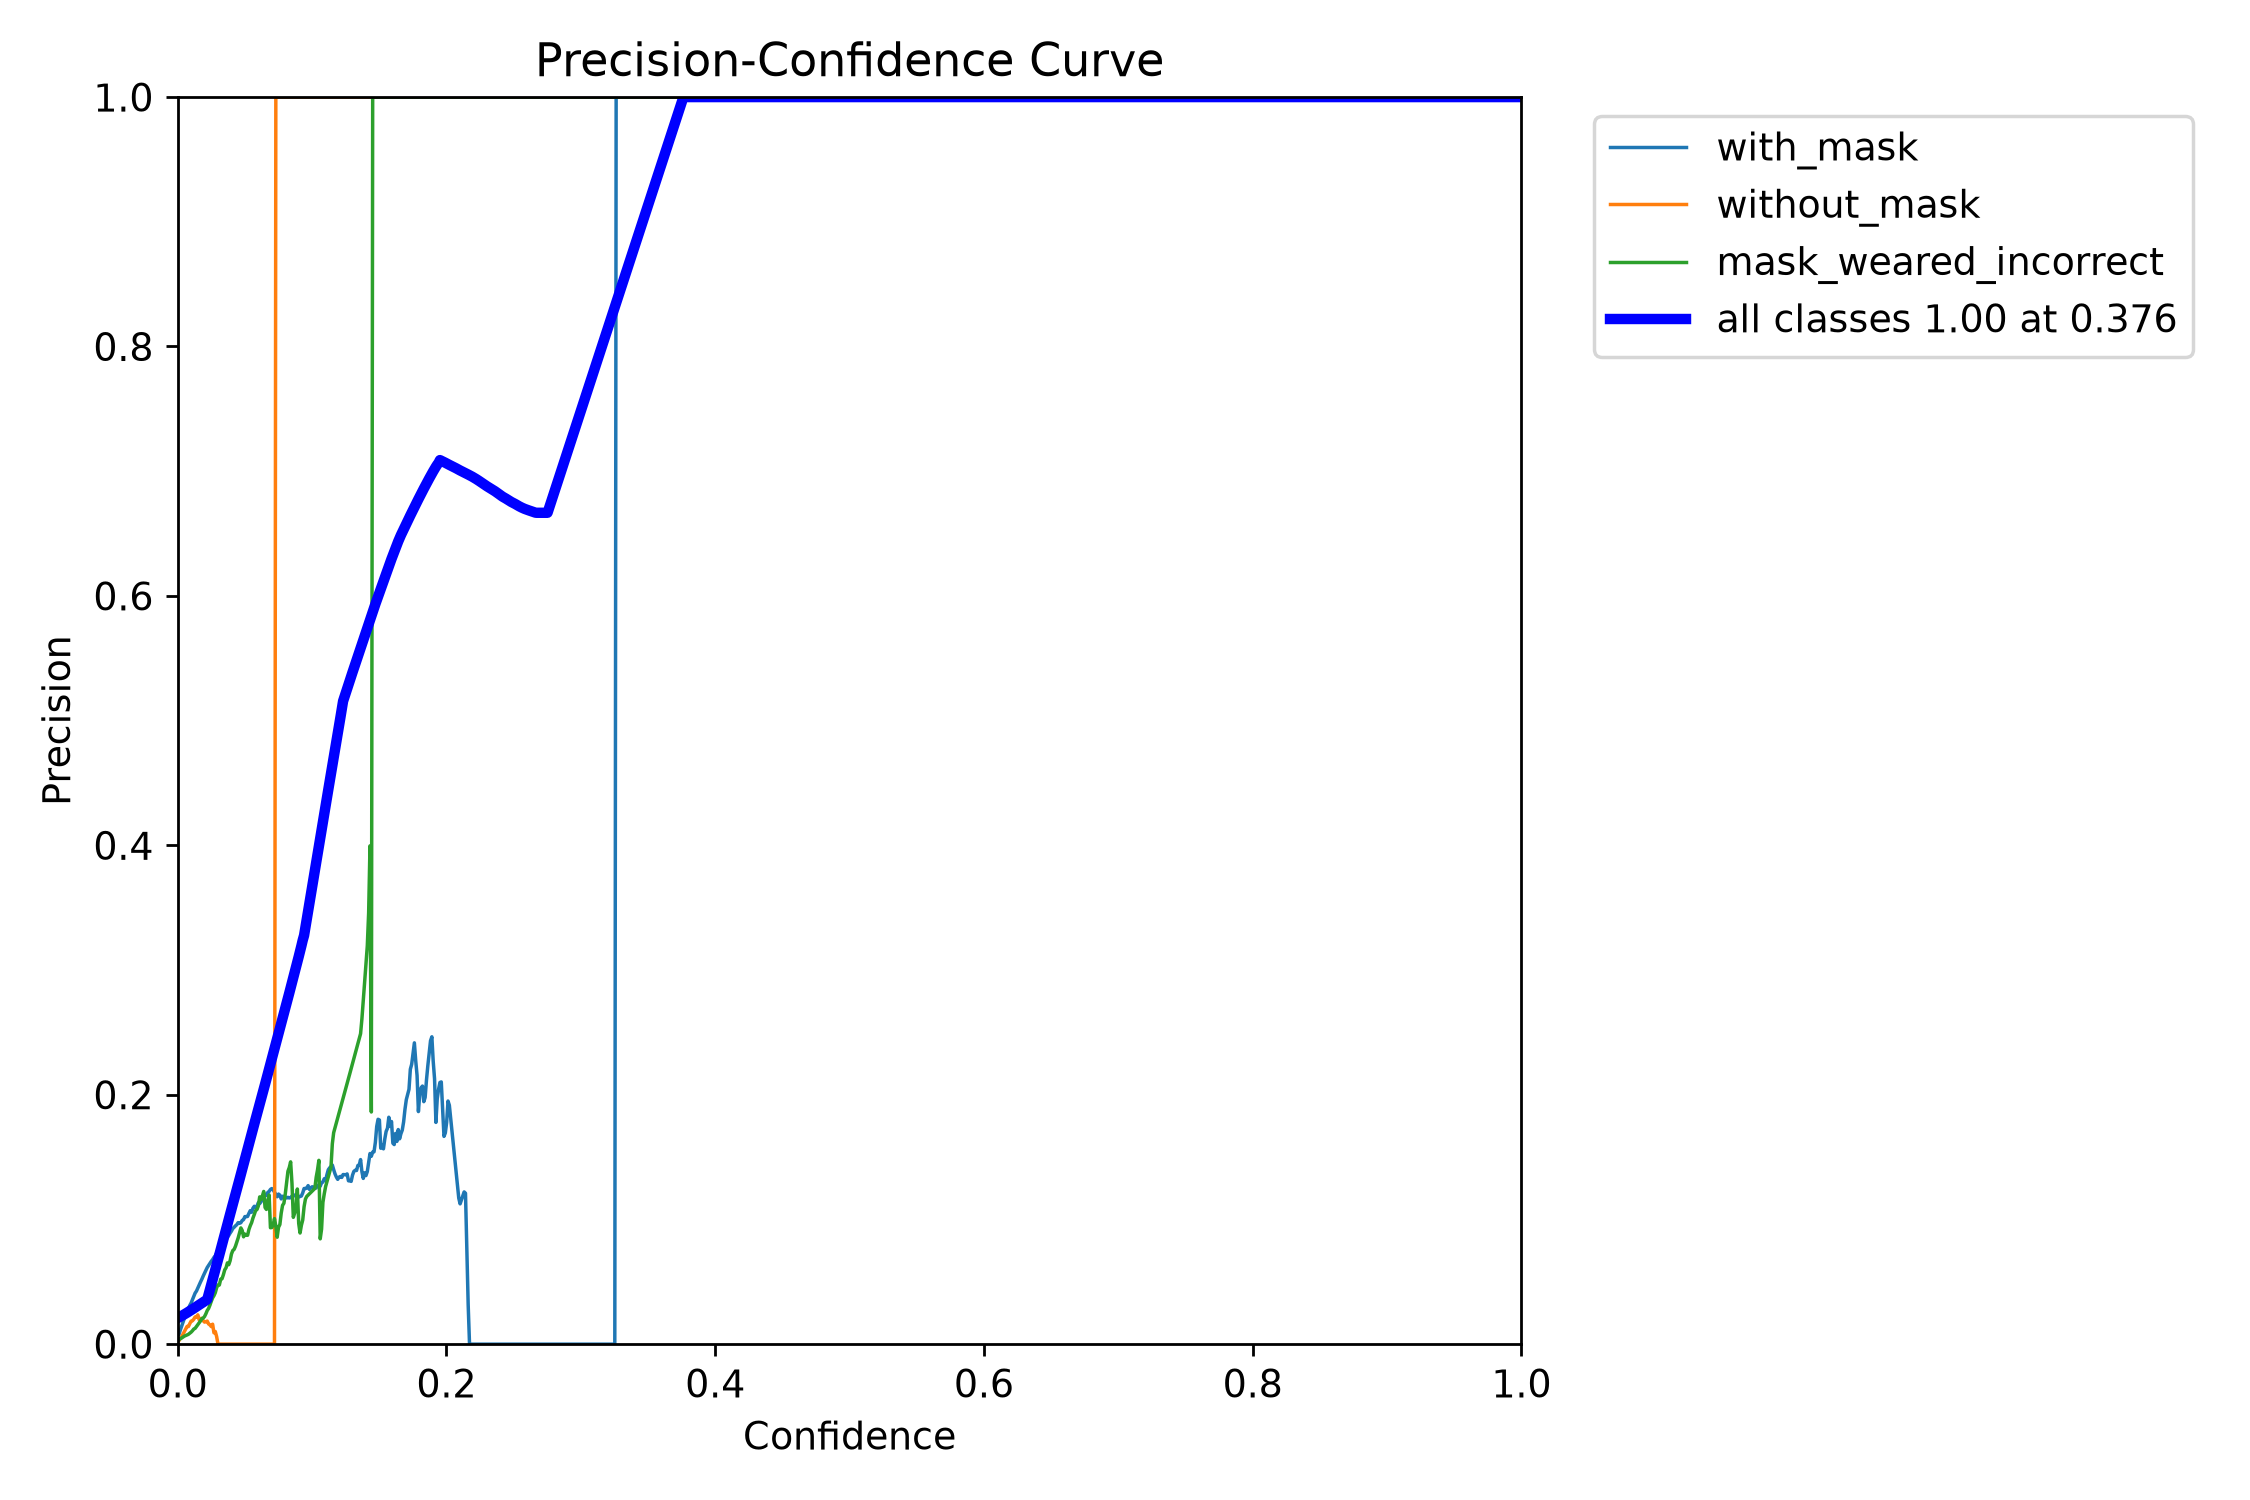 Precision-Confidence Curve
1.0
0.8
0.6
0.4
0.2
0.0
Precision
0.0 0.2 0.4 0.6 0.8 1.0
Confidence
with_mask
without_mask
mask_weared_incorrect
all classes 1.00 at 0.376